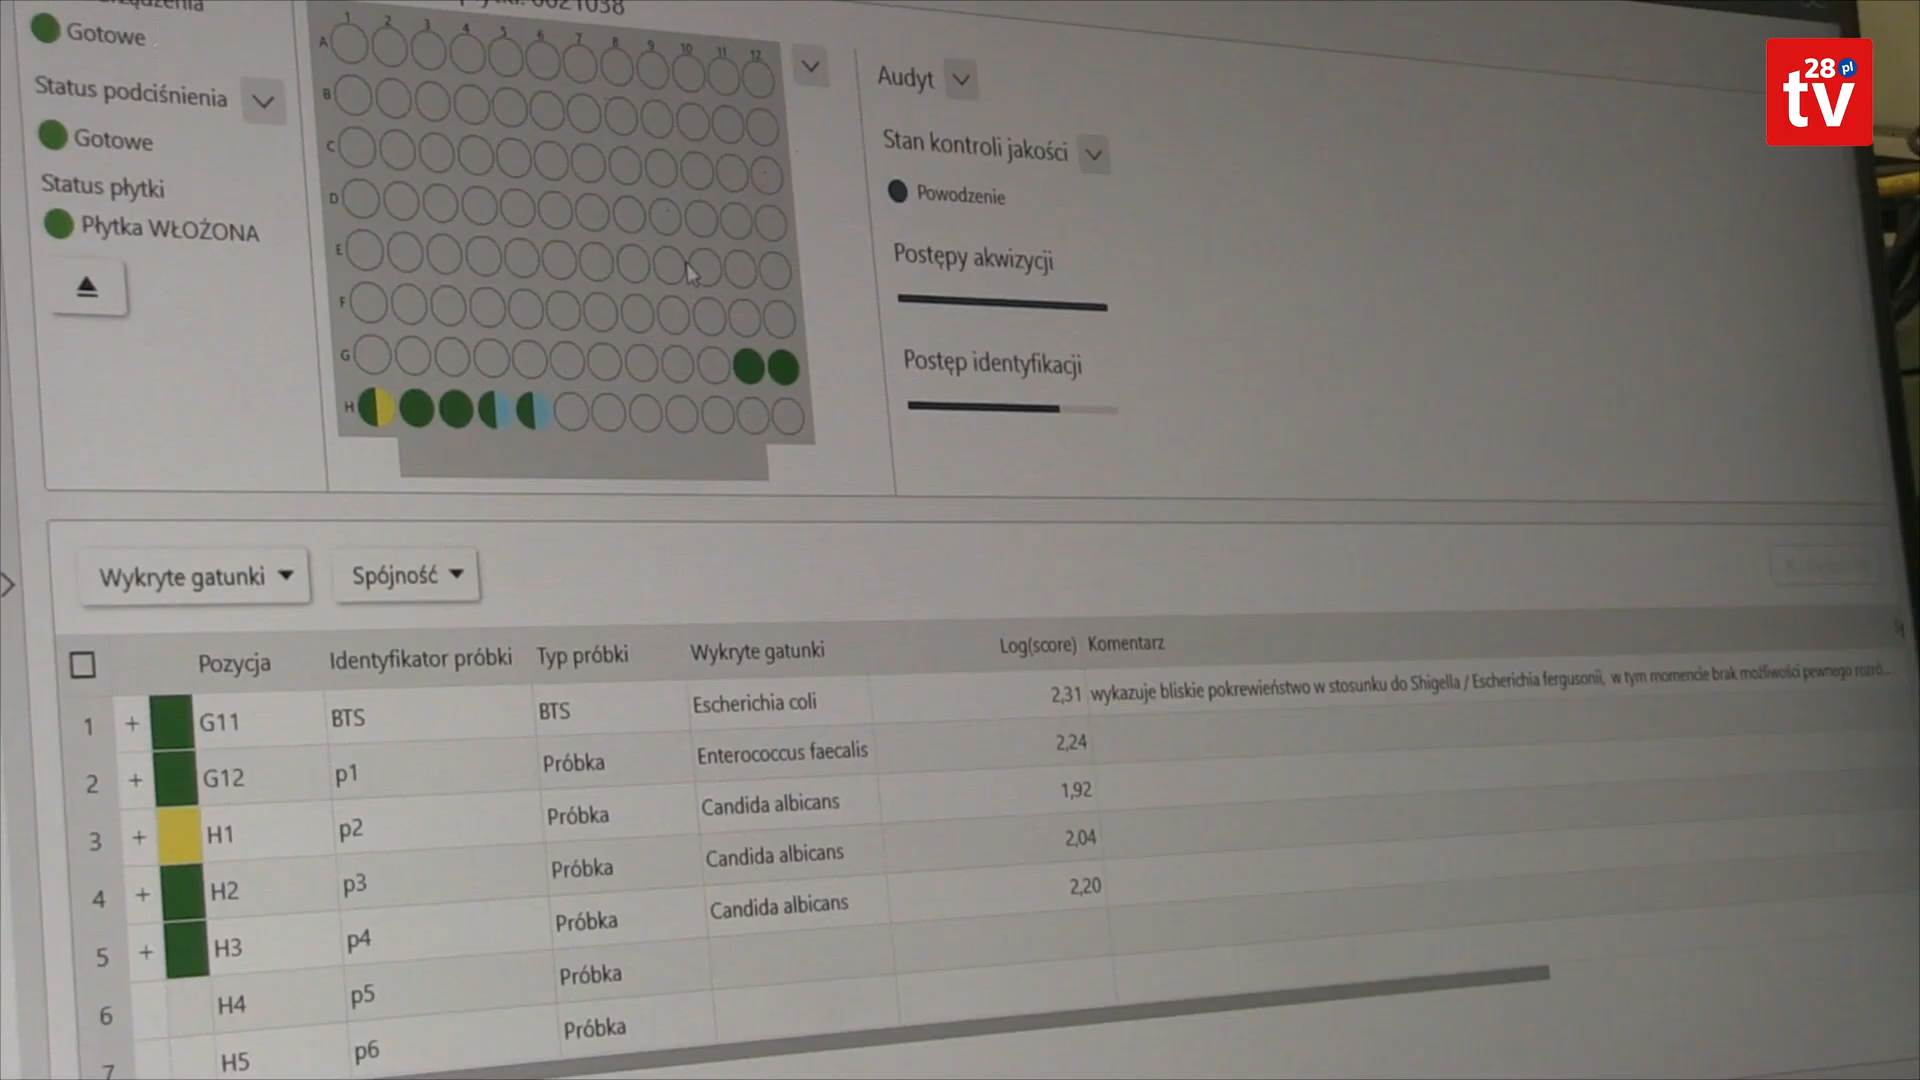 Gotowe
Status podciśnienia
Gotowe
Status płytki
Płytka WŁOŻONA
0021038
1 2 3 4 5 6 7 8 9 10 11 12
A
B
C
D
E
F
G
H
Audyt
Stan kontroli jakości
Powodzenie
Postępy akwizycji
Postęp identyfikacji
28 pl
tv
Wykryte gatunki
Spójność
Pozycja Identyfikator próbki Typ próbki Wykryte gatunki Log(score) Komentarz
1 + G11 BTS BTS Escherichia coli 2,31 wykazuje bliskie pokrewieństwo w stosunku do Shigella / Escherichia fergusonii, w tym momencie brak możliwości pewnego rozró...
2 + G12 p1 Próbka Enterococcus faecalis 2,24
3 + H1 p2 Próbka Candida albicans 1,92
4 + H2 p3 Próbka Candida albicans 2,04
5 + H3 p4 Próbka Candida albicans 2,20
6 H4 p5 Próbka
7 H5 p6 Próbka